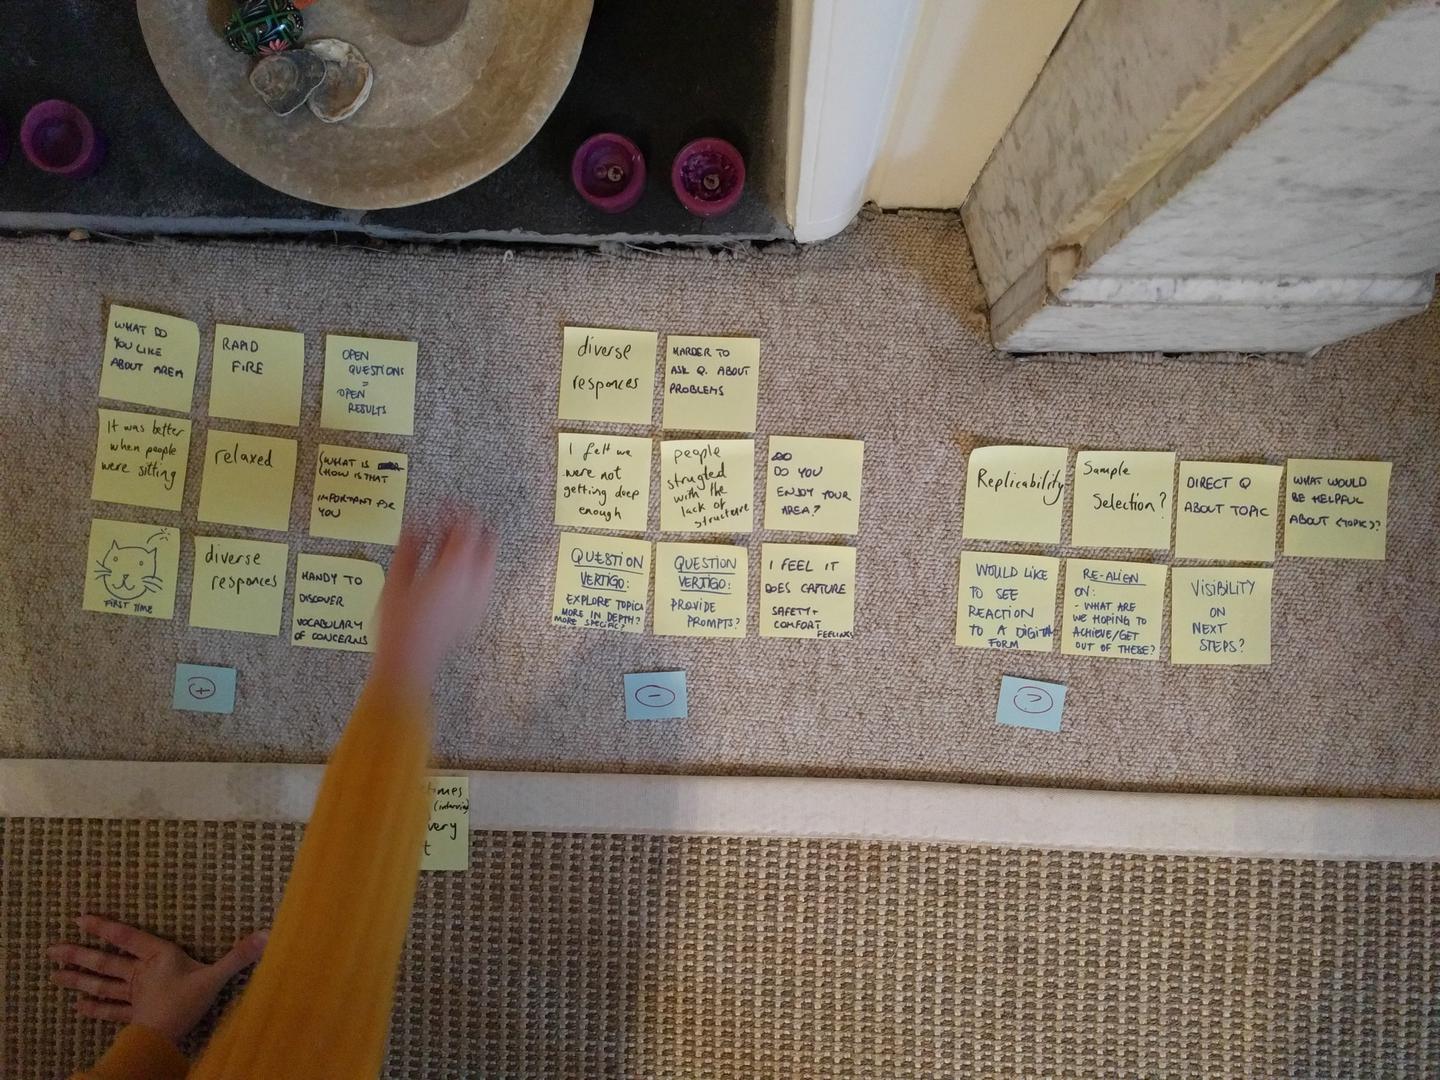 WHAT DO
YOU LIKE
ABOUT AREA
RAPID
FIRE
OPEN
QUESTIONS
=
OPEN
RESULTS
It was better
when people
were sitting
relaxed
(WHAT IS
(HOW IS THAT
IMPORTANT FOR
YOU
FIRST TIME
diverse
responces
HANDY TO
DISCOVER
VOCABULARY
OF CONCERNS
+
diverse
responces
HARDER TO
ASK Q. ABOUT
PROBLEMS
I felt we
were not
getting deep
enough
people
strugled
with the
lack of
structure
DO YOU
ENJOY YOUR
AREA?
QUESTION
VERTIGO:
EXPLORE TOPICS
MORE IN DEPTH?
MORE SPECIFIC?
QUESTION
VERTIGO:
PROVIDE
PROMPTS?
I FEEL IT
DOES CAPTURE
SAFETY+
COMFORT
FEELINGS
-
Replicability
Sample
Selection?
DIRECT Q
ABOUT TOPIC
WHAT WOULD
BE HELPFUL
ABOUT <TOPIC>?
WOULD LIKE
TO SEE
REACTION
TO A DIGITAL
FORM
RE-ALIGN
ON:
- WHAT ARE
WE HOPING TO
ACHIEVE/GET
OUT OF THESE?
VISIBILITY
ON
NEXT
STEPS?
times
very
t